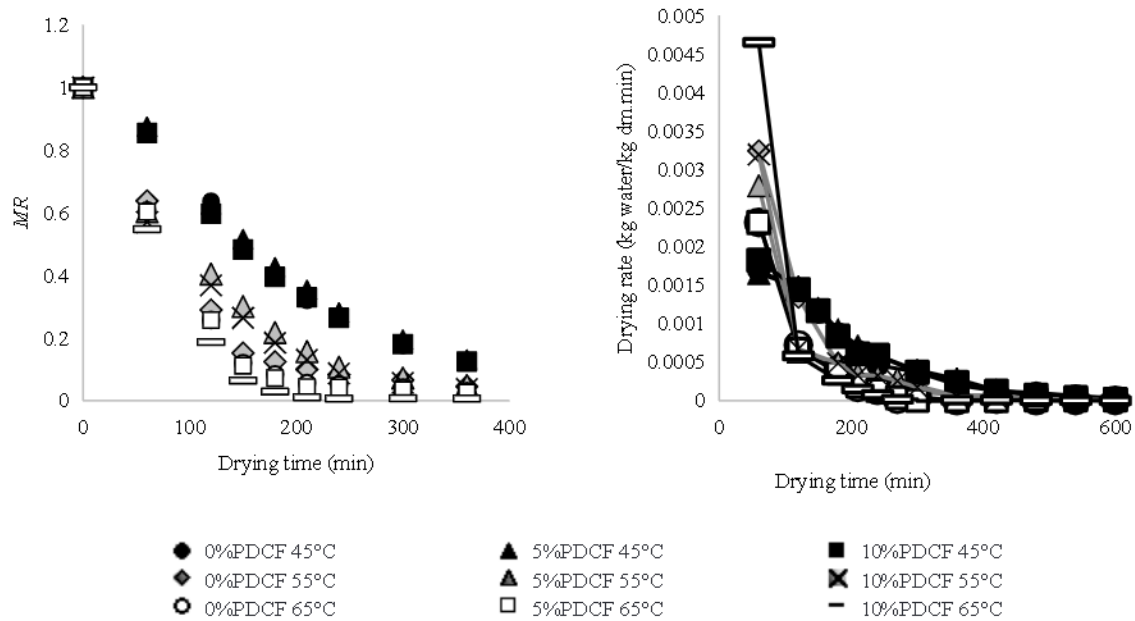 1.2
1
0.8
0.6
0.4
0.2
0
MR
0 100 200 300 400
Drying time (min)
0.005
0.0045
0.004
0.0035
0.003
0.0025
0.002
0.0015
0.001
0.0005
0
Drying rate (kg water/kg dm.min)
0 200 400 600
Drying time (min)
0%PDCF 45°C 5%PDCF 45°C 10%PDCF 45°C
0%PDCF 55°C 5%PDCF 55°C 10%PDCF 55°C
0%PDCF 65°C 5%PDCF 65°C 10%PDCF 65°C